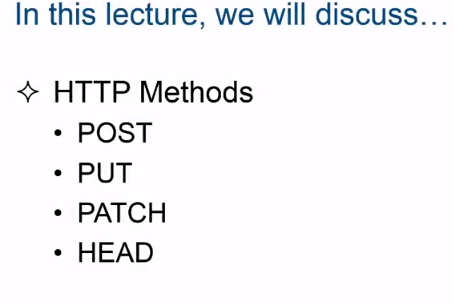 In this lecture, we will discuss…
✧ HTTP Methods
• POST
• PUT
• PATCH
• HEAD